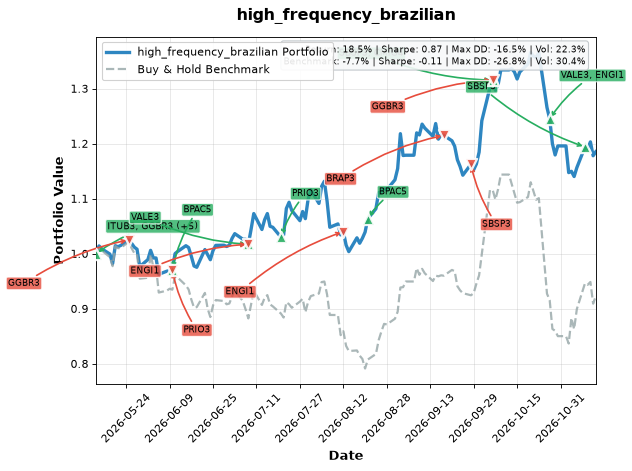 high_frequency_brazilian
high_frequency_brazilian Portfolio
Buy & Hold Benchmark
18.5% | Sharpe: 0.87 | Max DD: -16.5% | Vol: 22.3%
-7.7% | Sharpe: -0.11 | Max DD: -26.8% | Vol: 30.4%
VALE3, ENGI1
SBSP3
GGBR3
BRAP3
PRIO3
BPAC5
BPAC5
VALE3
ITUB3, GGBR3 (+5)
SBSP3
ENGI1
GGBR3
ENGI1
PRIO3
Portfolio Value
1.3
1.2
1.1
0.9
0.8
2026-05-24
2026-06-09
2026-06-25
2026-07-11
2026-07-27
2026-08-12
2026-08-28
2026-09-13
2026-09-29
2026-10-15
2026-10-31
Date